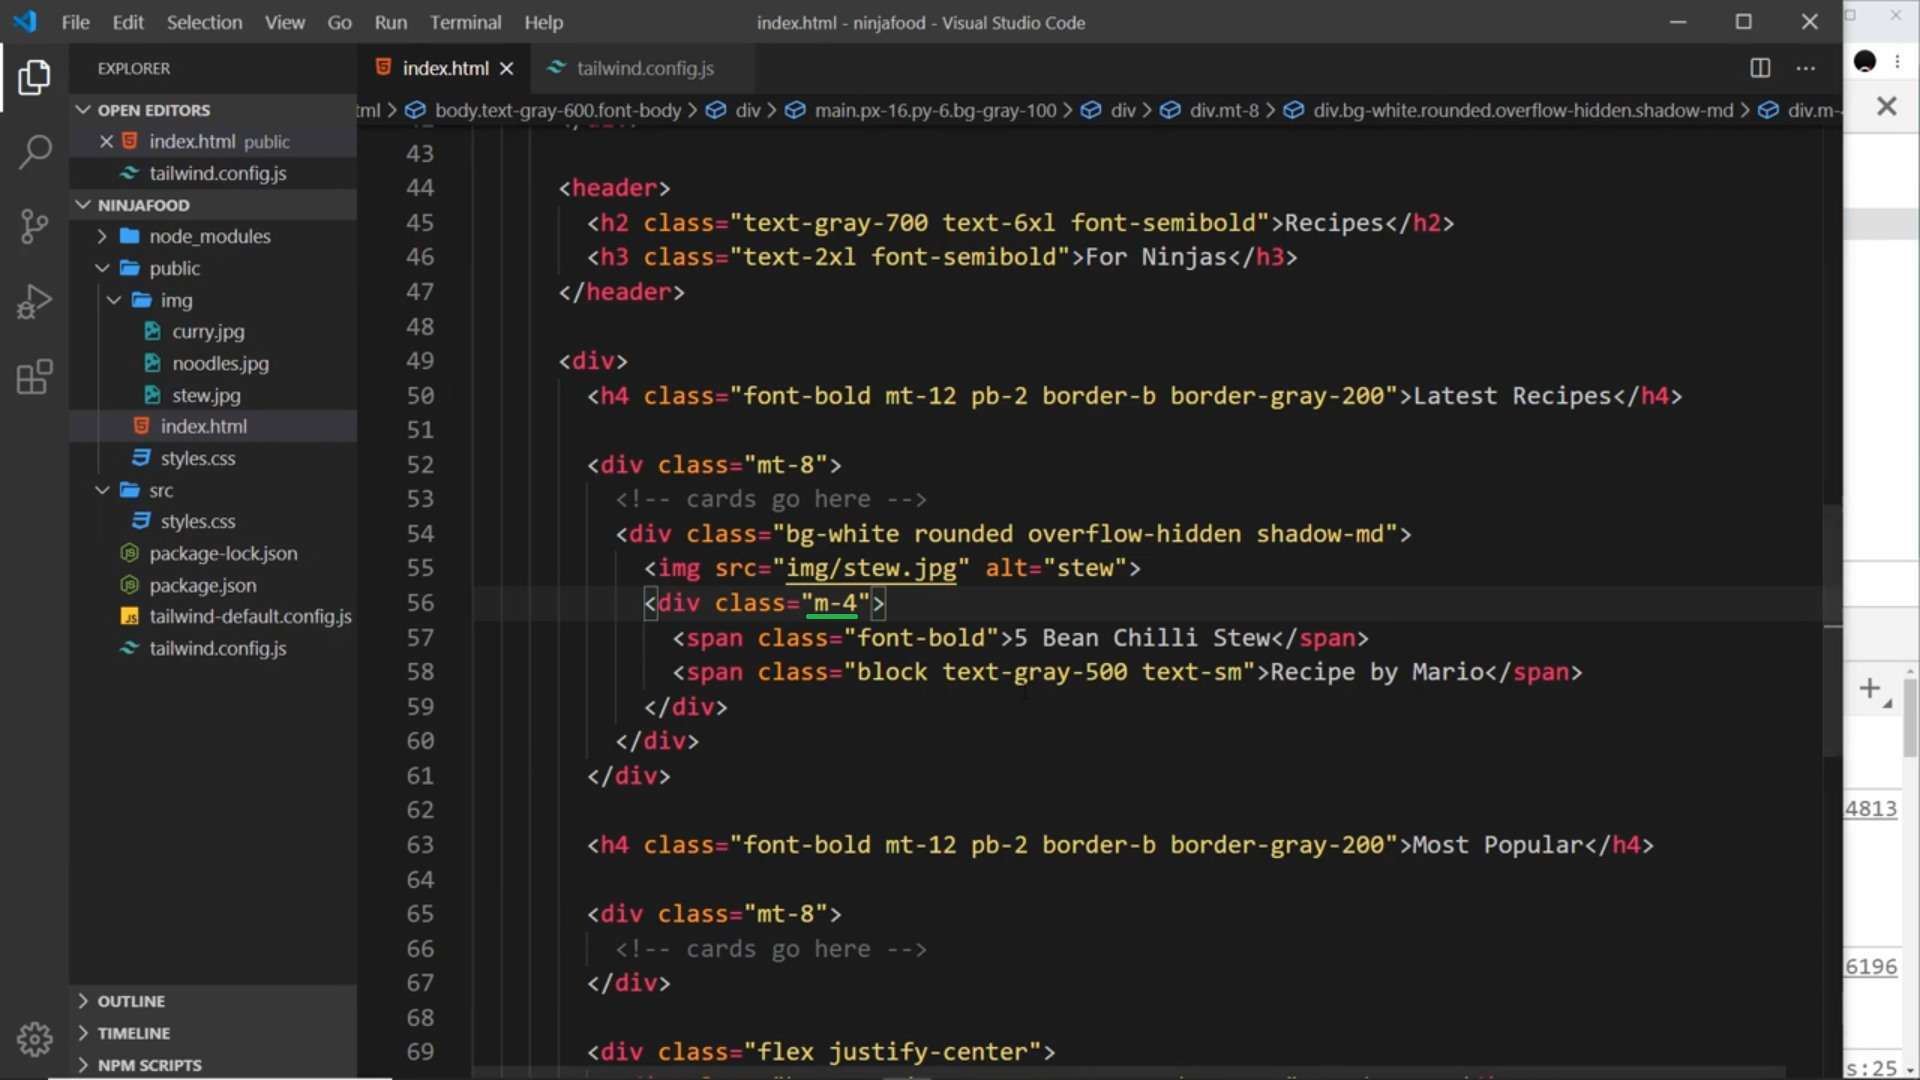 File Edit Selection View Go Run Terminal Help
index.html - ninjafood - Visual Studio Code
EXPLORER
OPEN EDITORS
index.html public
tailwind.config.js
NINJAFOOD
node_modules
public
img
curry.jpg
noodles.jpg
stew.jpg
index.html
styles.css
src
styles.css
package-lock.json
package.json
tailwind-default.config.js
tailwind.config.js
OUTLINE
TIMELINE
NPM SCRIPTS
index.html tailwind.config.js
tml > body.text-gray-600.font-body > div > main.px-16.py-6.bg-gray-100 > div > div.mt-8 > div.bg-white.rounded.overflow-hidden.shadow-md > div.m-
43
44 <header>
45 <h2 class="text-gray-700 text-6xl font-semibold">Recipes</h2>
46 <h3 class="text-2xl font-semibold">For Ninjas</h3>
47 </header>
48
49 <div>
50 <h4 class="font-bold mt-12 pb-2 border-b border-gray-200">Latest Recipes</h4>
51
52 <div class="mt-8">
53 <!-- cards go here -->
54 <div class="bg-white rounded overflow-hidden shadow-md">
55 <img src="img/stew.jpg" alt="stew">
56 <div class="m-4">
57 <span class="font-bold">5 Bean Chilli Stew</span>
58 <span class="block text-gray-500 text-sm">Recipe by Mario</span>
59 </div>
60 </div>
61 </div>
62
63 <h4 class="font-bold mt-12 pb-2 border-b border-gray-200">Most Popular</h4>
64
65 <div class="mt-8">
66 <!-- cards go here -->
67 </div>
68
69 <div class="flex justify-center">
4813
6196
s:25